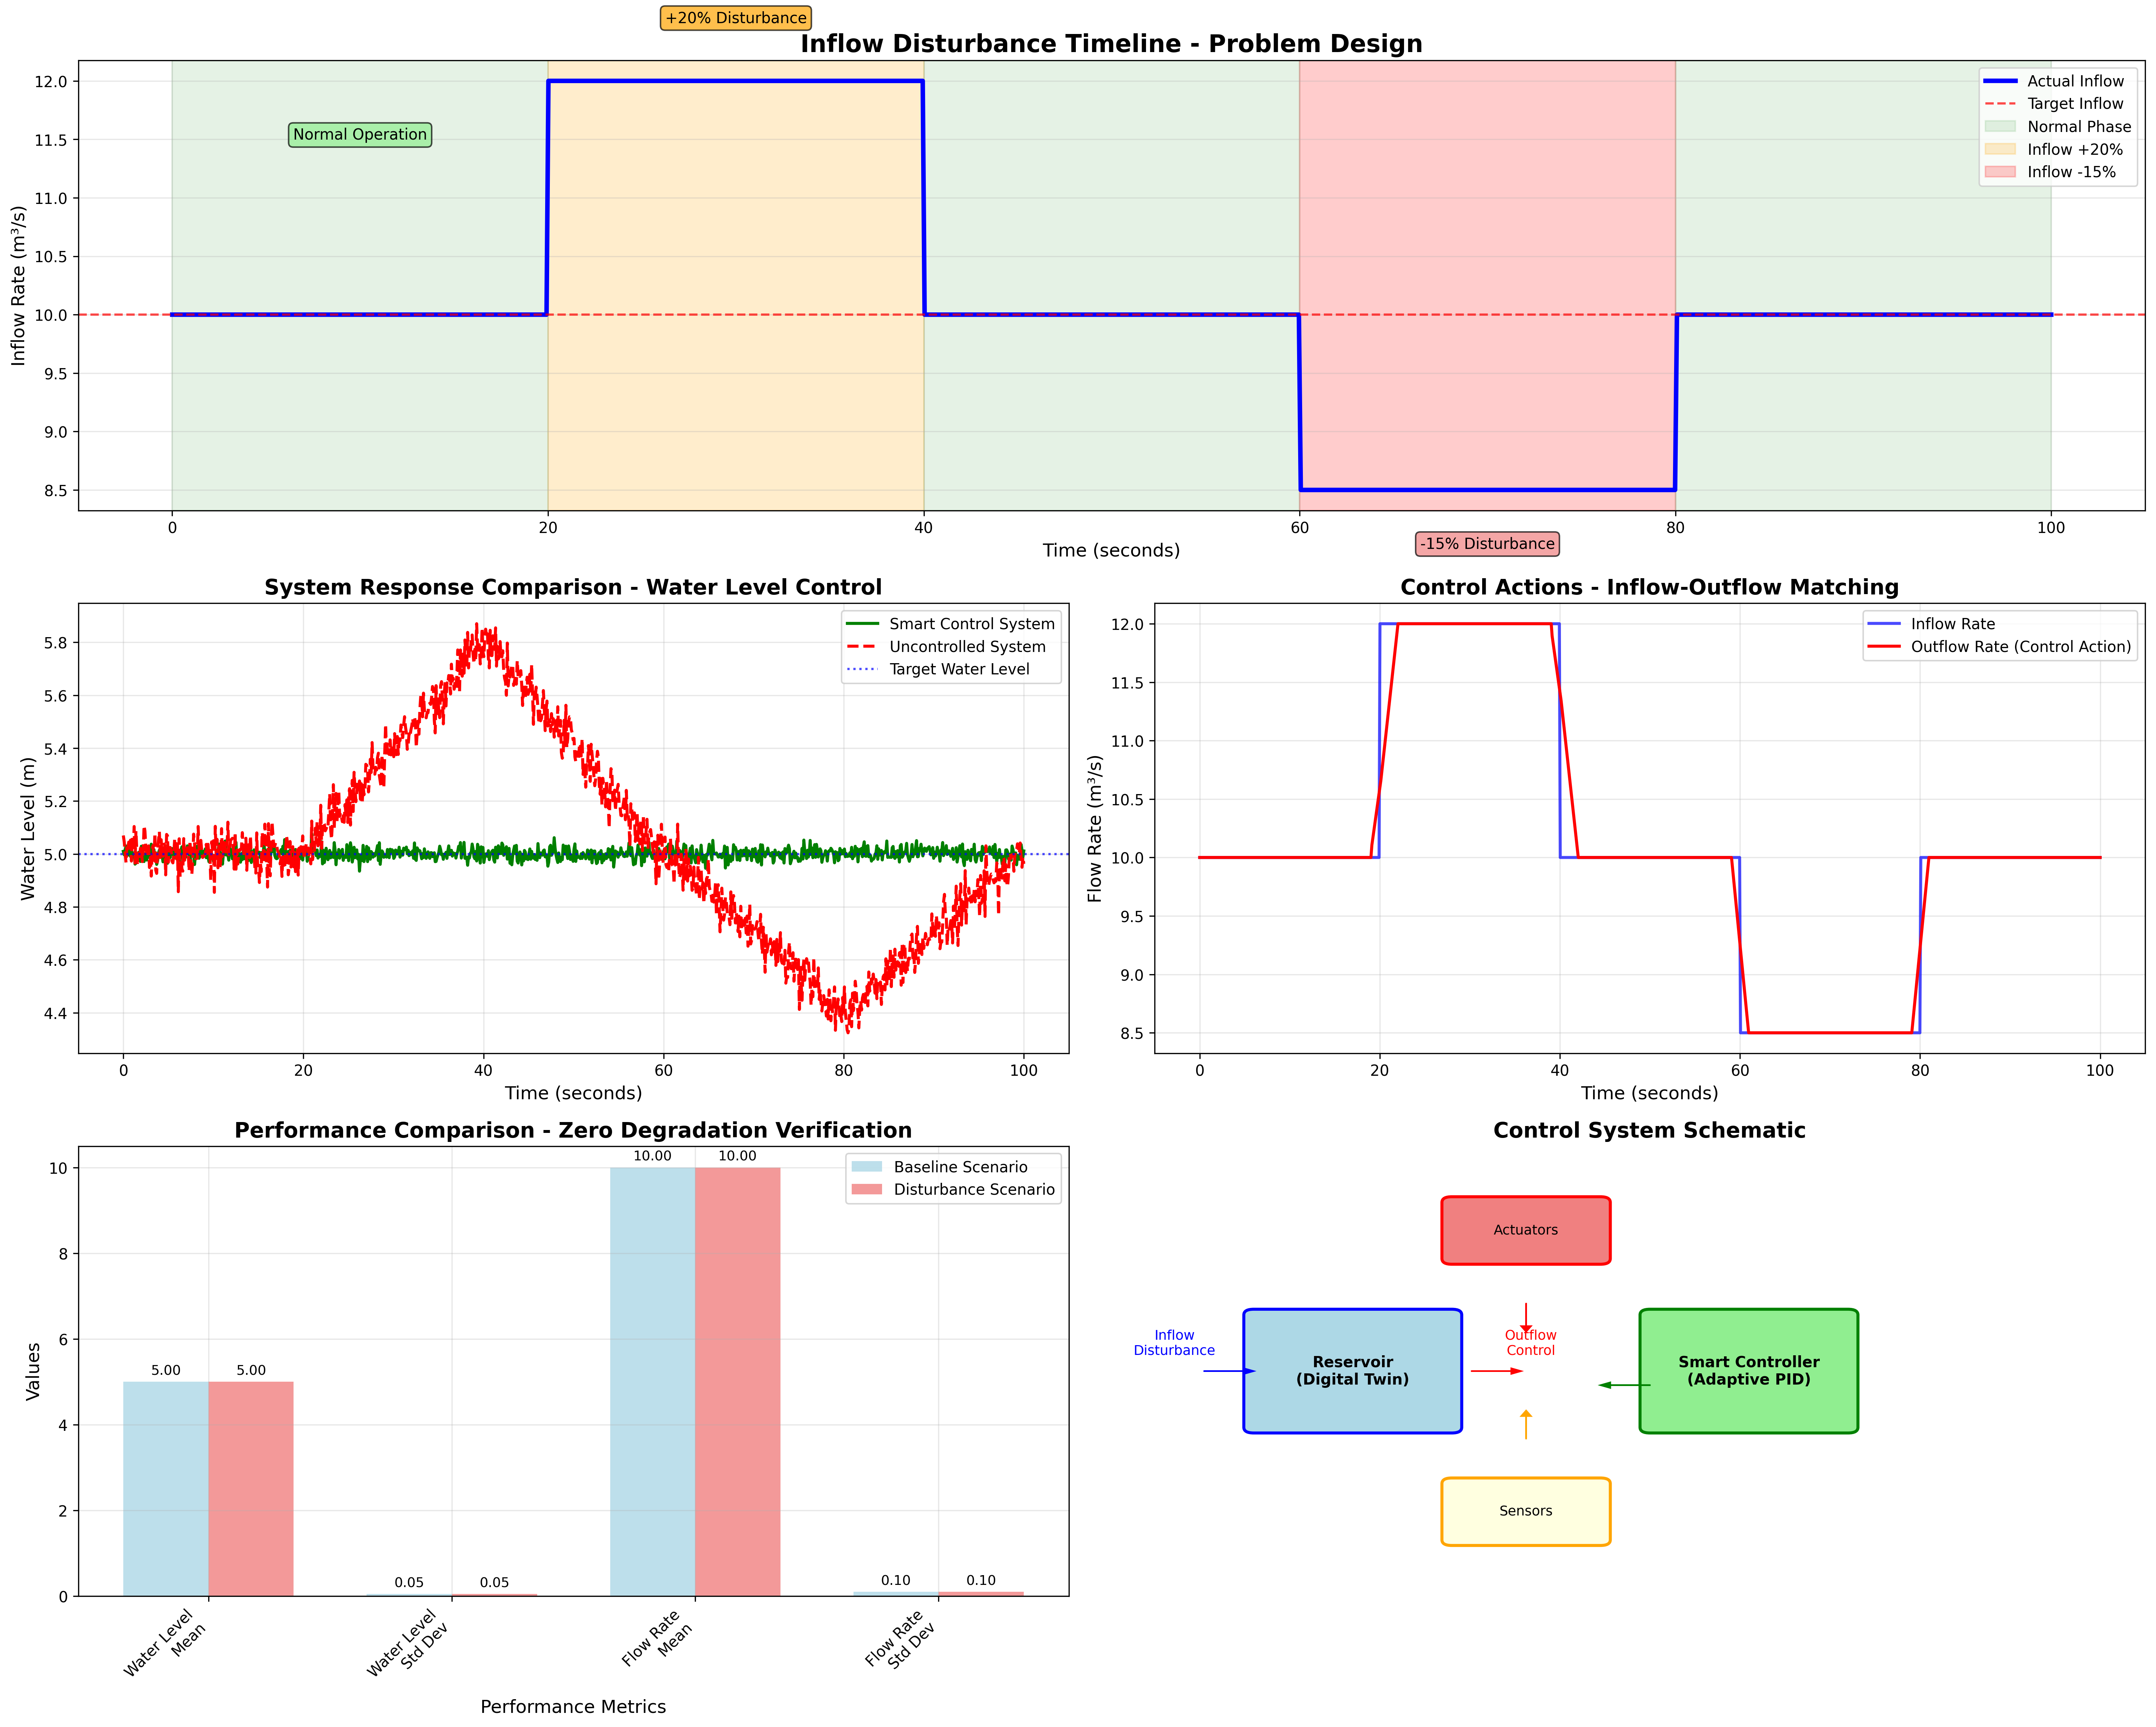 +20% Disturbance
Inflow Disturbance Timeline - Problem Design
12.0
11.5
11.0
10.5
10.0
9.5
9.0
8.5
Inflow Rate (m³/s)
Normal Operation
Actual Inflow
Target Inflow
Normal Phase
Inflow +20%
Inflow -15%
0
20
40
60
80
100
Time (seconds)
-15% Disturbance
System Response Comparison - Water Level Control
5.8
5.6
5.4
5.2
5.0
4.8
4.6
4.4
Water Level (m)
Smart Control System
Uncontrolled System
Target Water Level
0
20
40
60
80
100
Time (seconds)
Control Actions - Inflow-Outflow Matching
12.0
11.5
11.0
10.5
10.0
9.5
9.0
8.5
Flow Rate (m³/s)
Inflow Rate
Outflow Rate (Control Action)
0
20
40
60
80
100
Time (seconds)
Performance Comparison - Zero Degradation Verification
10
8
6
4
2
0
Values
Baseline Scenario
Disturbance Scenario
5.00
5.00
0.05
0.05
10.00
10.00
0.10
0.10
Water Level
Mean
Water Level
Std Dev
Flow Rate
Mean
Flow Rate
Std Dev
Performance Metrics
Control System Schematic
Actuators
Inflow
Disturbance
Reservoir
(Digital Twin)
Outflow
Control
Smart Controller
(Adaptive PID)
Sensors